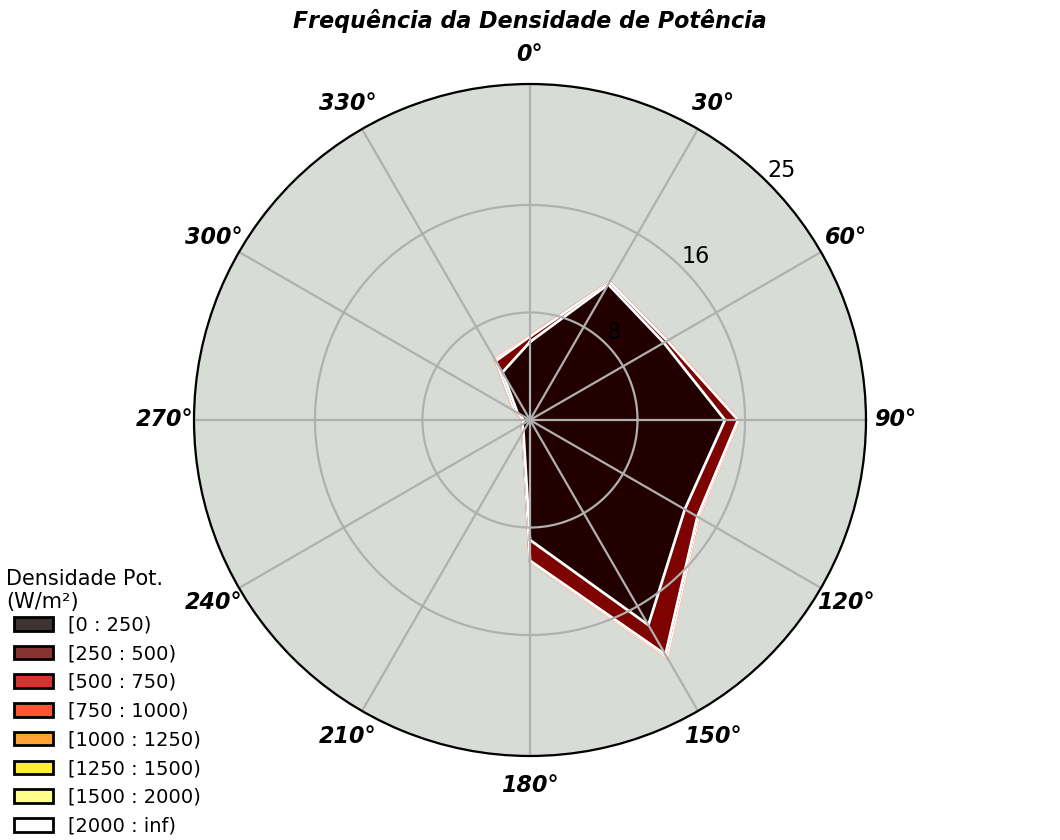 Frequência da Densidade de Potência
0°
330°
30°
25
300°
60°
16
8
270°
90°
240°
120°
210°
150°
180°
Densidade Pot.
(W/m²)
[0 : 250)
[250 : 500)
[500 : 750)
[750 : 1000)
[1000 : 1250)
[1250 : 1500)
[1500 : 2000)
[2000 : inf)